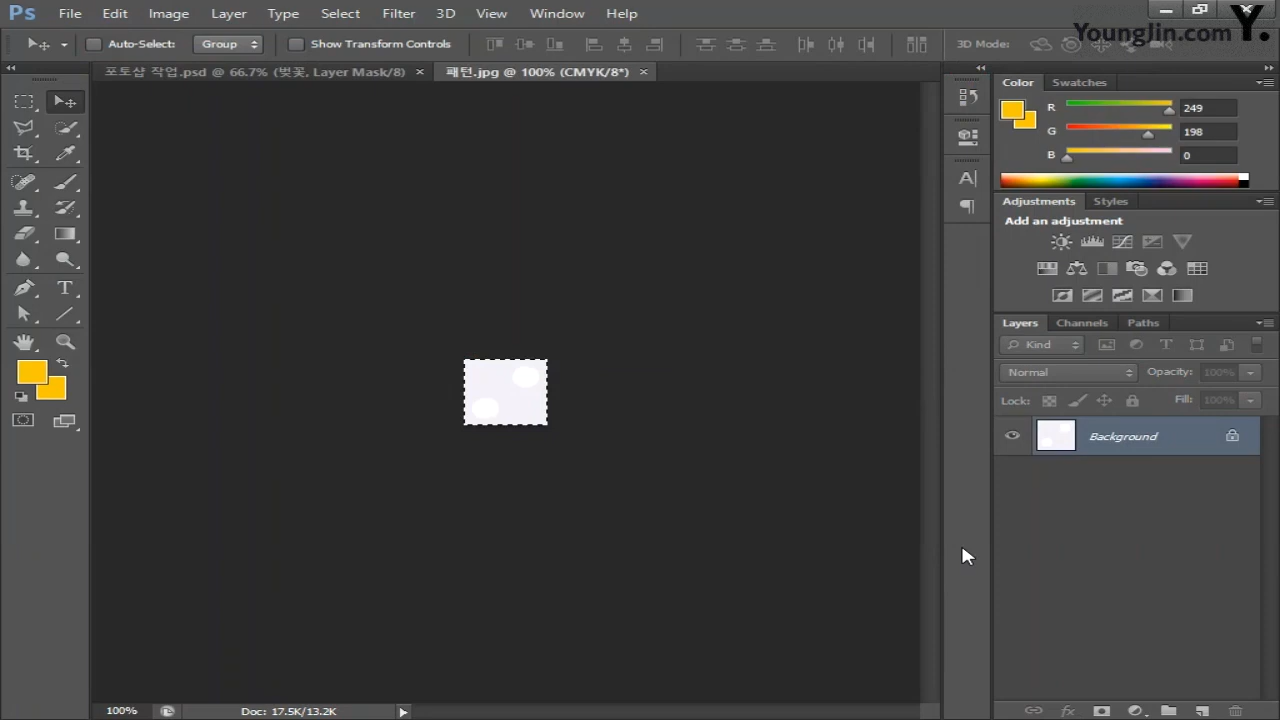 Ps File Edit Image Layer Type Select Filter 3D View Window Help
Younglin.com Y.
Auto-Select: Group Show Transform Controls 3D Mode:
포토샵 작업.psd @ 66.7% (벚꽃, Layer Mask/8) × 패턴.jpg @ 100% (CMYK/8*) ×
Color Swatches
R 249
G 198
B 0
Adjustments Styles
Add an adjustment
Layers Channels Paths
Kind
Normal Opacity: 100%
Lock: Fill: 100%
Background
100% Doc: 17.5K/13.2K